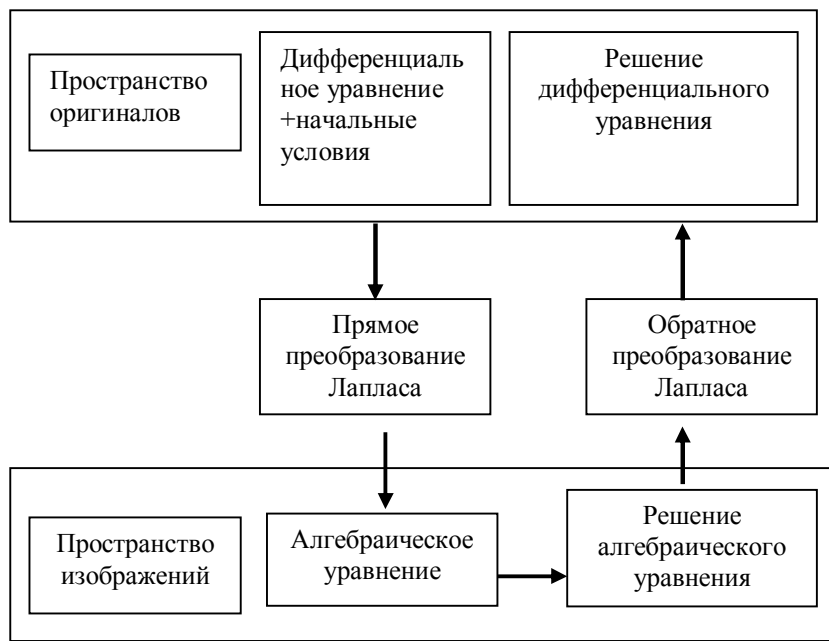 Пространство
оригиналов
Дифференциаль
ное уравнение
+начальные
условия
Решение
дифференциального
уравнения
Прямое
преобразование
Лапласа
Обратное
преобразование
Лапласа
Пространство
изображений
Алгебраическое
уравнение
Решение
алгебраического
уравнения